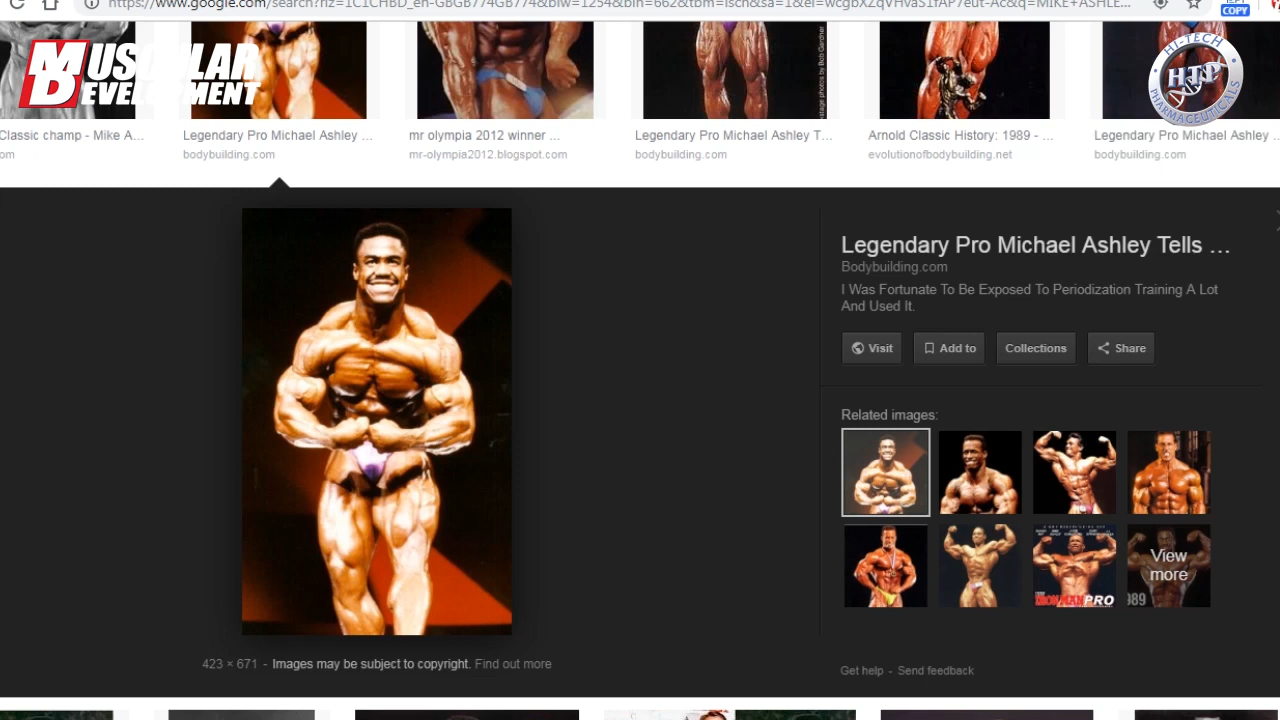 https://www.google.com/search?rlz=1C1CHBD_en-GBGB774GB774&biw=1254&bih=662&tbm=isch&sa=1&ei=
COPY
MUSCULAR
DEVELOPMENT
HI-TECH
HTP
PHARMACEUTICALS
Classic champ - Mike A...
Legendary Pro Michael Ashley ...
mr olympia 2012 winner ...
Legendary Pro Michael Ashley T...
Arnold Classic History: 1989 - ...
Legendary Pro Michael Ashley ...
om
bodybuilding.com
mr-olympia2012.blogspot.com
bodybuilding.com
evolutionofbodybuilding.net
bodybuilding.com
Legendary Pro Michael Ashley Tells ...
Bodybuilding.com
I Was Fortunate To Be Exposed To Periodization Training A Lot
And Used It.
Visit
Add to
Collections
Share
Related images:
View
more
IRONMAN PRO
989
423 × 671 - Images may be subject to copyright. Find out more
Get help - Send feedback